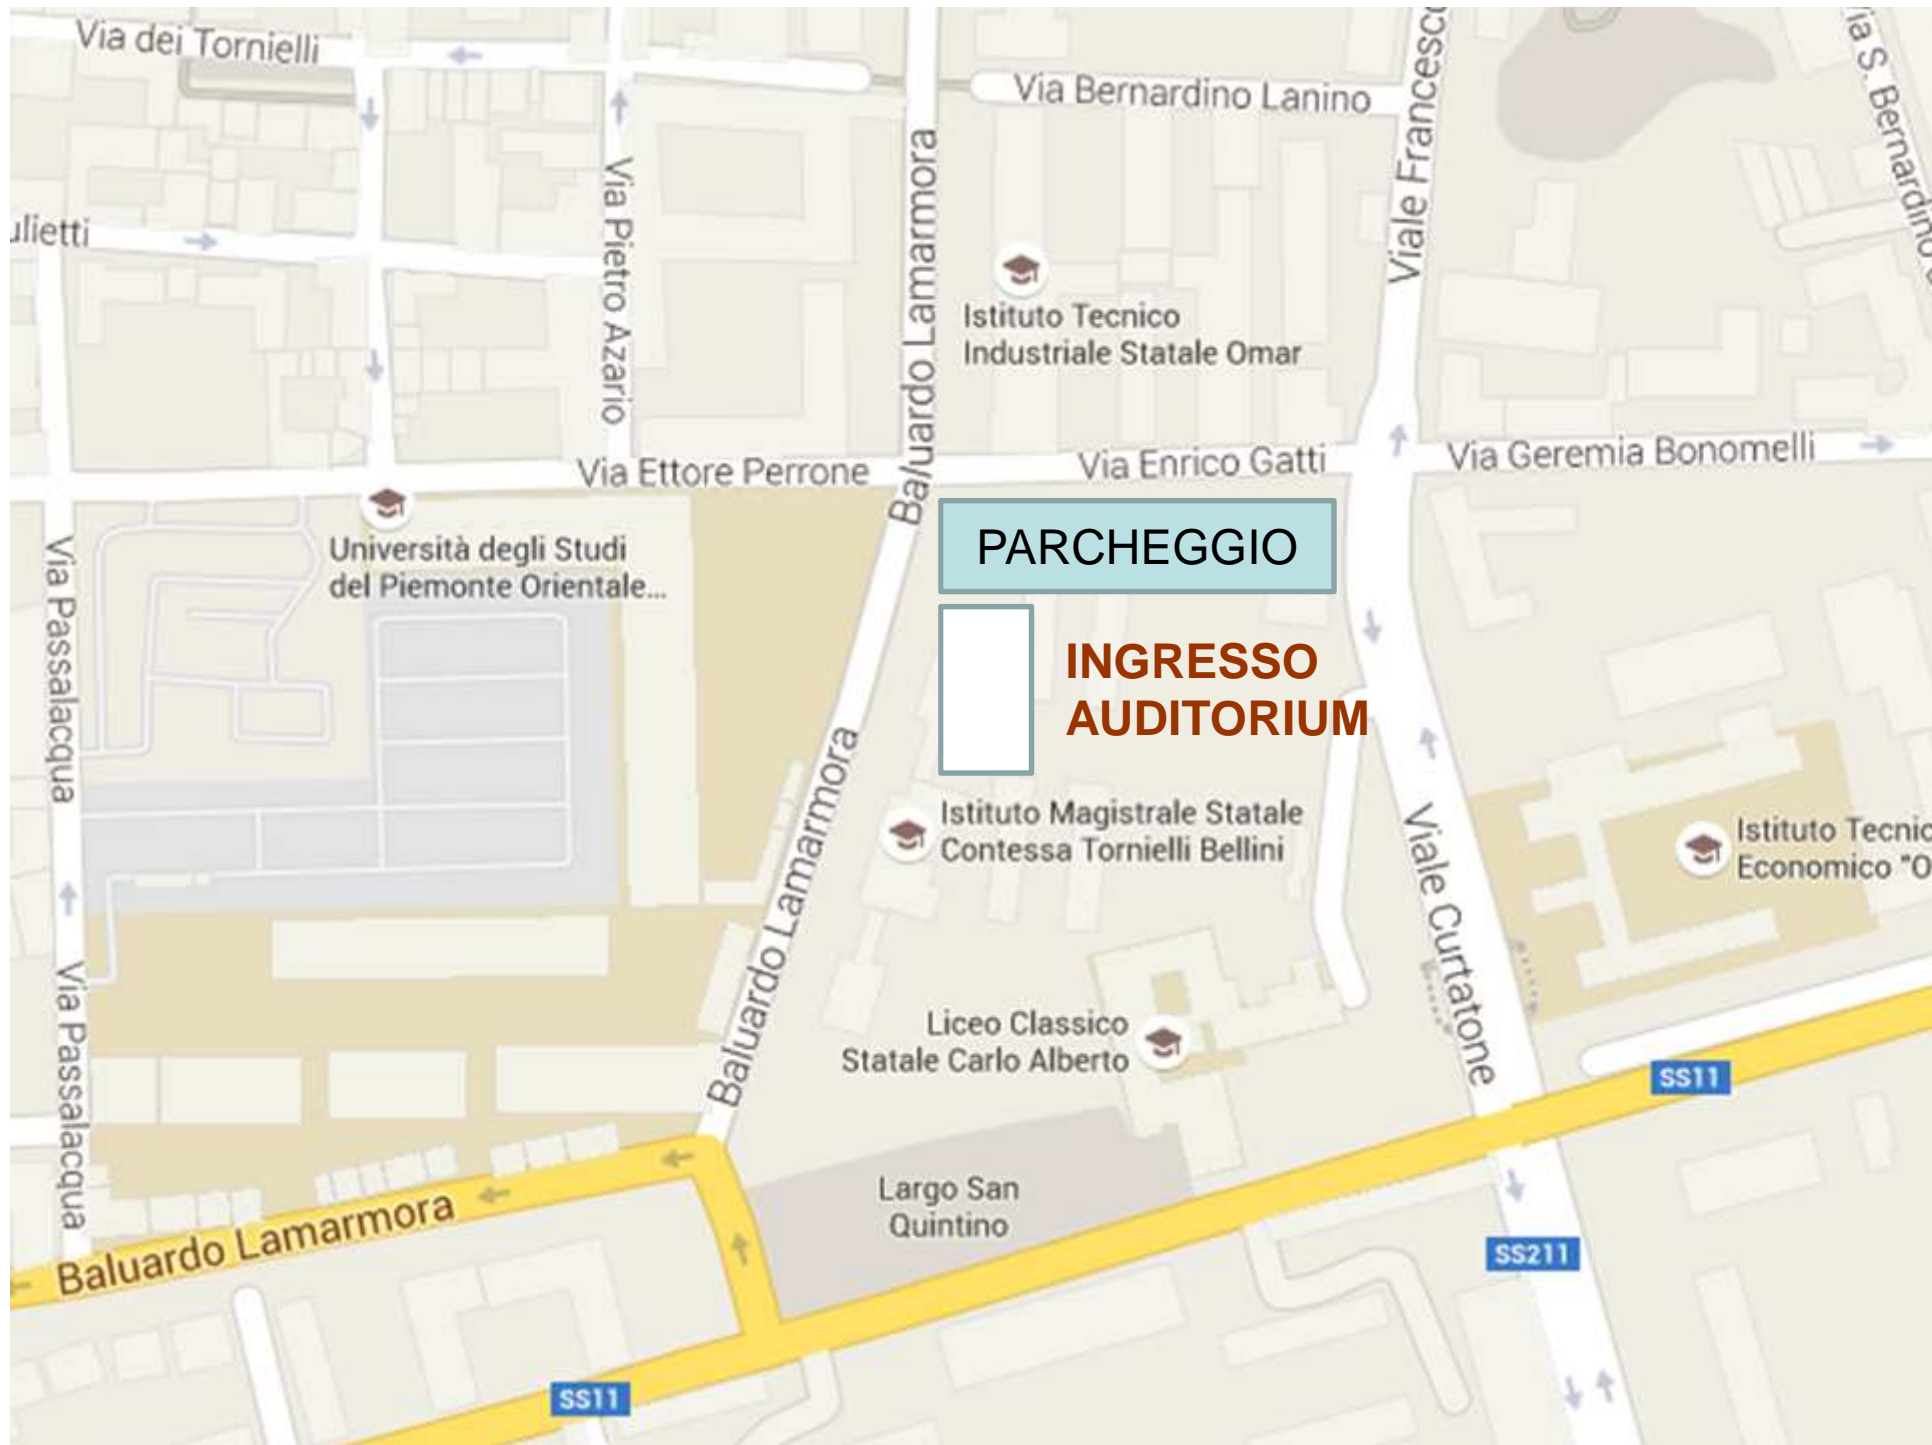 Via dei Tornielli
Via Bernardino Lanino
Viale Francesco
Via S. Bernardino
ulietti
Via Pietro Azario
Baluardo Lamarmora
Istituto Tecnico
Industriale Statale Omar
Via Ettore Perrone
Via Enrico Gatti
Via Geremia Bonomelli
PARCHEGGIO
Università degli Studi
del Piemonte Orientale...
Via Passalacqua
INGRESSO
AUDITORIUM
Baluardo Lamarmora
Istituto Magistrale Statale
Contessa Tornielli Bellini
Viale Curtatone
Istituto Tecnic
Economico "O
Via Passalacqua
Liceo Classico
Statale Carlo Alberto
SS11
Largo San
Quintino
Baluardo Lamarmora
SS211
SS11